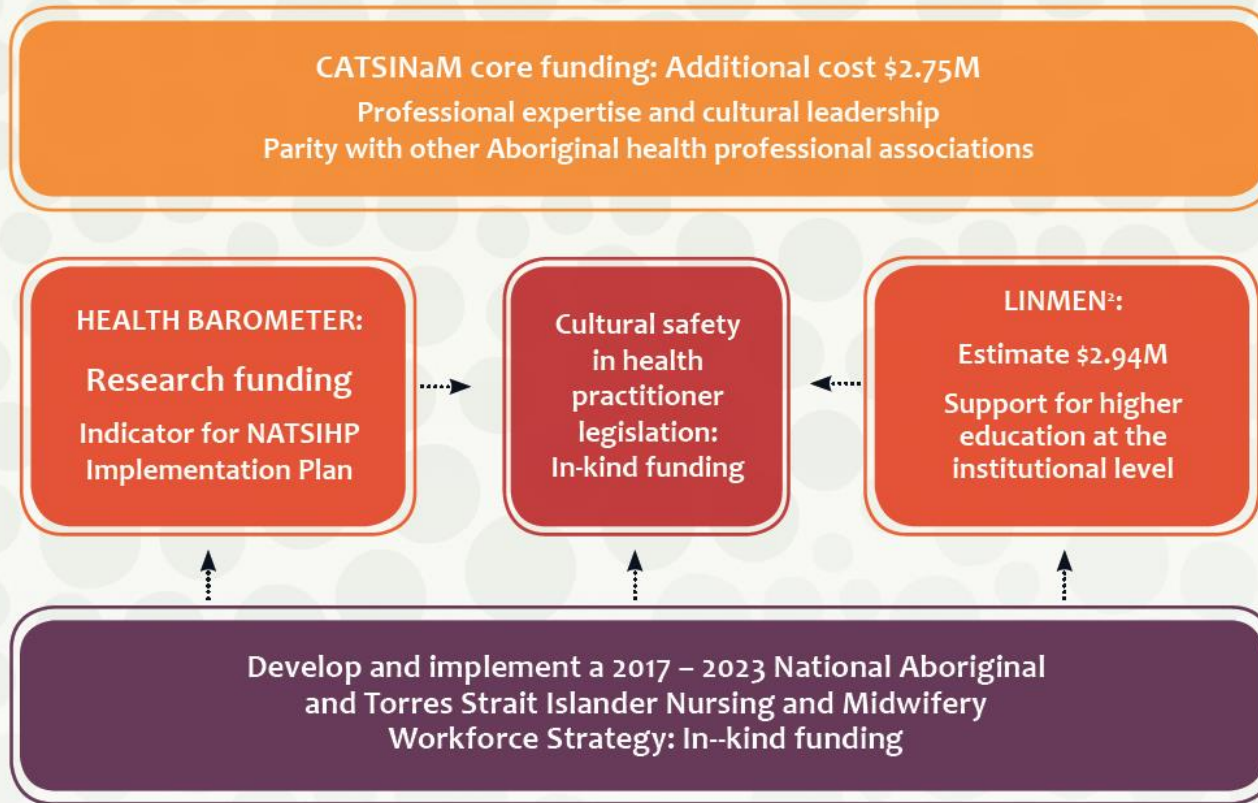 CATSINaM core funding: Additional cost $2.75M
Professional expertise and cultural leadership
Parity with other Aboriginal health professional associations
HEALTH BAROMETER:
Research funding
Indicator for NATSIHP
Implementation Plan
Cultural safety
in health
practitioner
legislation:
In-kind funding
LINMEN²:
Estimate $2.94M
Support for higher
education at the
institutional level
Develop and implement a 2017 – 2023 National Aboriginal
and Torres Strait Islander Nursing and Midwifery
Workforce Strategy: In--kind funding